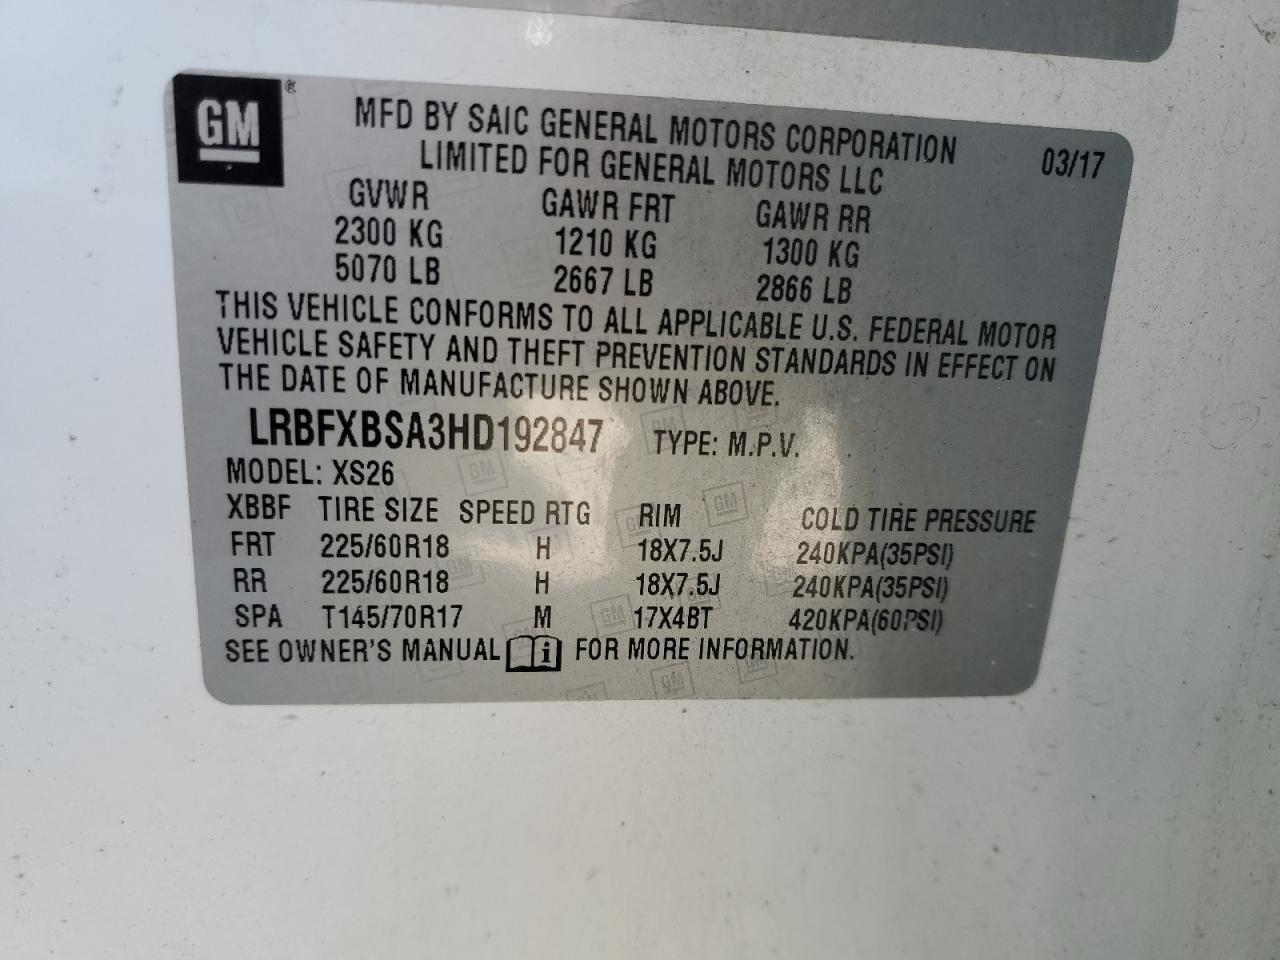 GM ®
MFD BY SAIC GENERAL MOTORS CORPORATION 03/17
LIMITED FOR GENERAL MOTORS LLC
GVWR GAWR FRT GAWR RR
2300 KG 1210 KG 1300 KG
5070 LB 2667 LB 2866 LB
THIS VEHICLE CONFORMS TO ALL APPLICABLE U.S. FEDERAL MOTOR
VEHICLE SAFETY AND THEFT PREVENTION STANDARDS IN EFFECT ON
THE DATE OF MANUFACTURE SHOWN ABOVE.
LRBFXBSA3HD192847 TYPE: M.P.V.
MODEL: XS26
XBBF TIRE SIZE SPEED RTG RIM COLD TIRE PRESSURE
FRT 225/60R18 H 18X7.5J 240KPA(35PSI)
RR 225/60R18 H 18X7.5J 240KPA(35PSI)
SPA T145/70R17 M 17X4BT 420KPA(60PSI)
SEE OWNER'S MANUAL i FOR MORE INFORMATION.